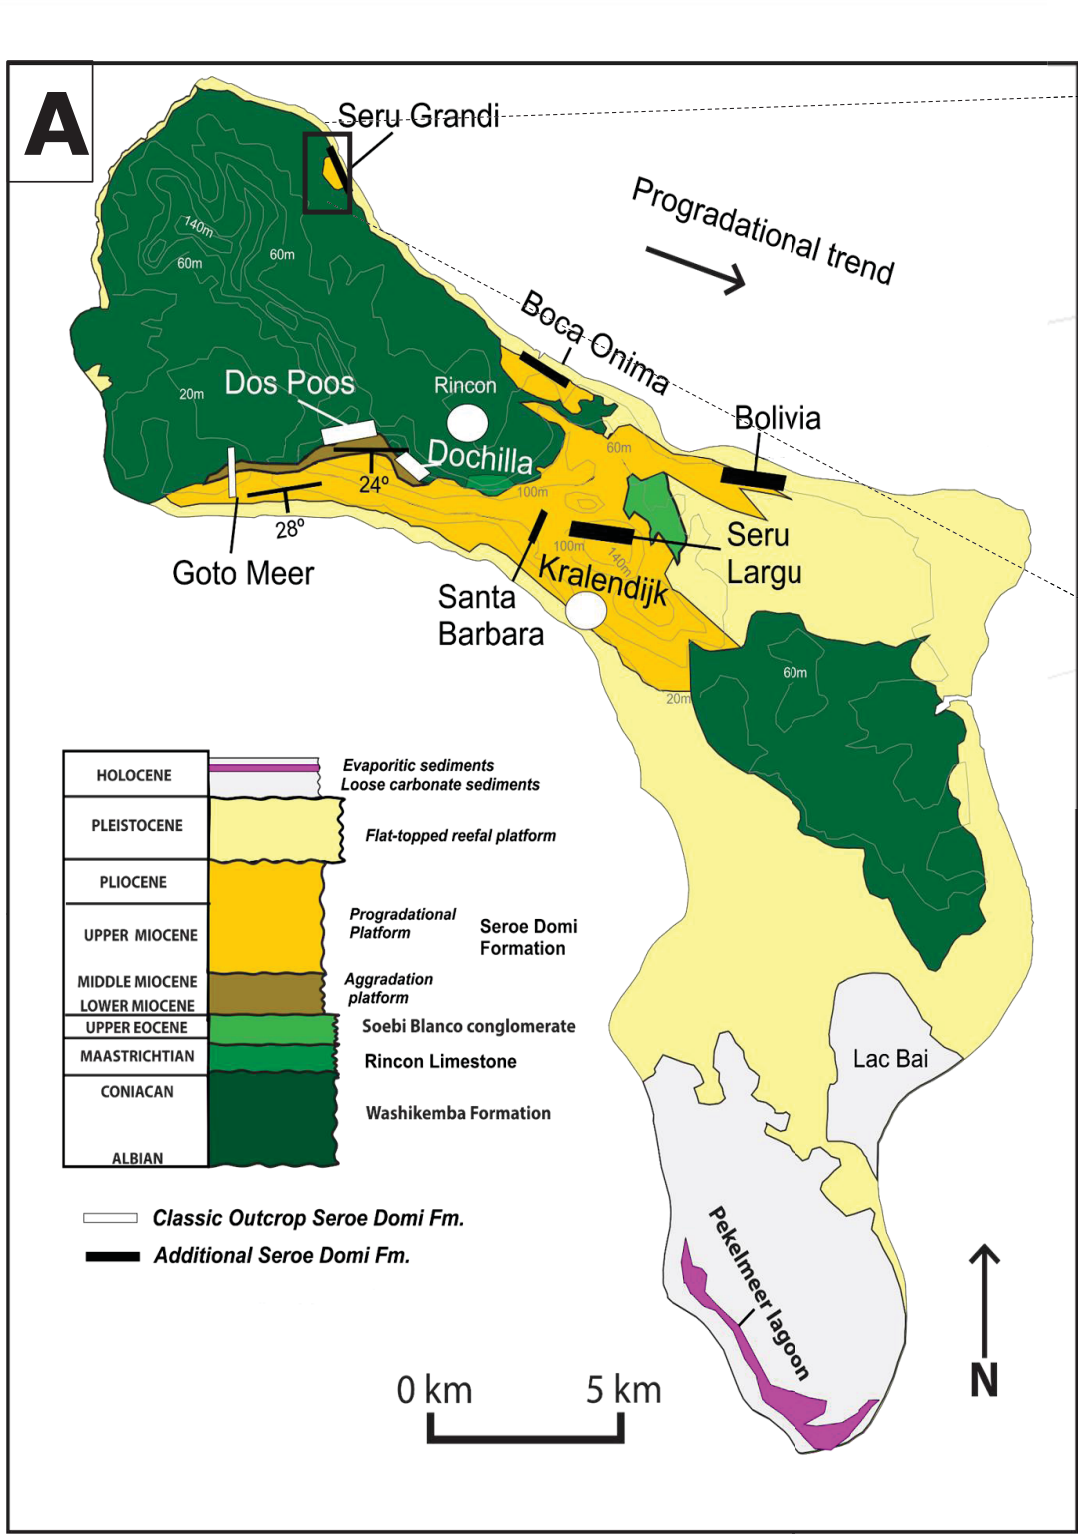 A
Seru Grandi
Progradational trend
140m
60m
60m
Boca Onima
Dos Poos
Rincon
20m
Bolivia
Dochilla
60m
24º
100m
28º
Seru
Largu
100m
140m
Goto Meer
Kralendijk
Santa
Barbara
60m
20m
HOLOCENE
Evaporitic sediments
Loose carbonate sediments
PLEISTOCENE
Flat-topped reefal platform
PLIOCENE
UPPER MIOCENE
Progradational
Platform
Seroe Domi
Formation
MIDDLE MIOCENE
LOWER MIOCENE
Aggradation
platform
UPPER EOCENE
Soebi Blanco conglomerate
MAASTRICHTIAN
Rincon Limestone
CONIACAN
Washikemba Formation
ALBIAN
Lac Bai
Classic Outcrop Seroe Domi Fm.
Additional Seroe Domi Fm.
Pekelmeer lagoon
0 km
5 km
N